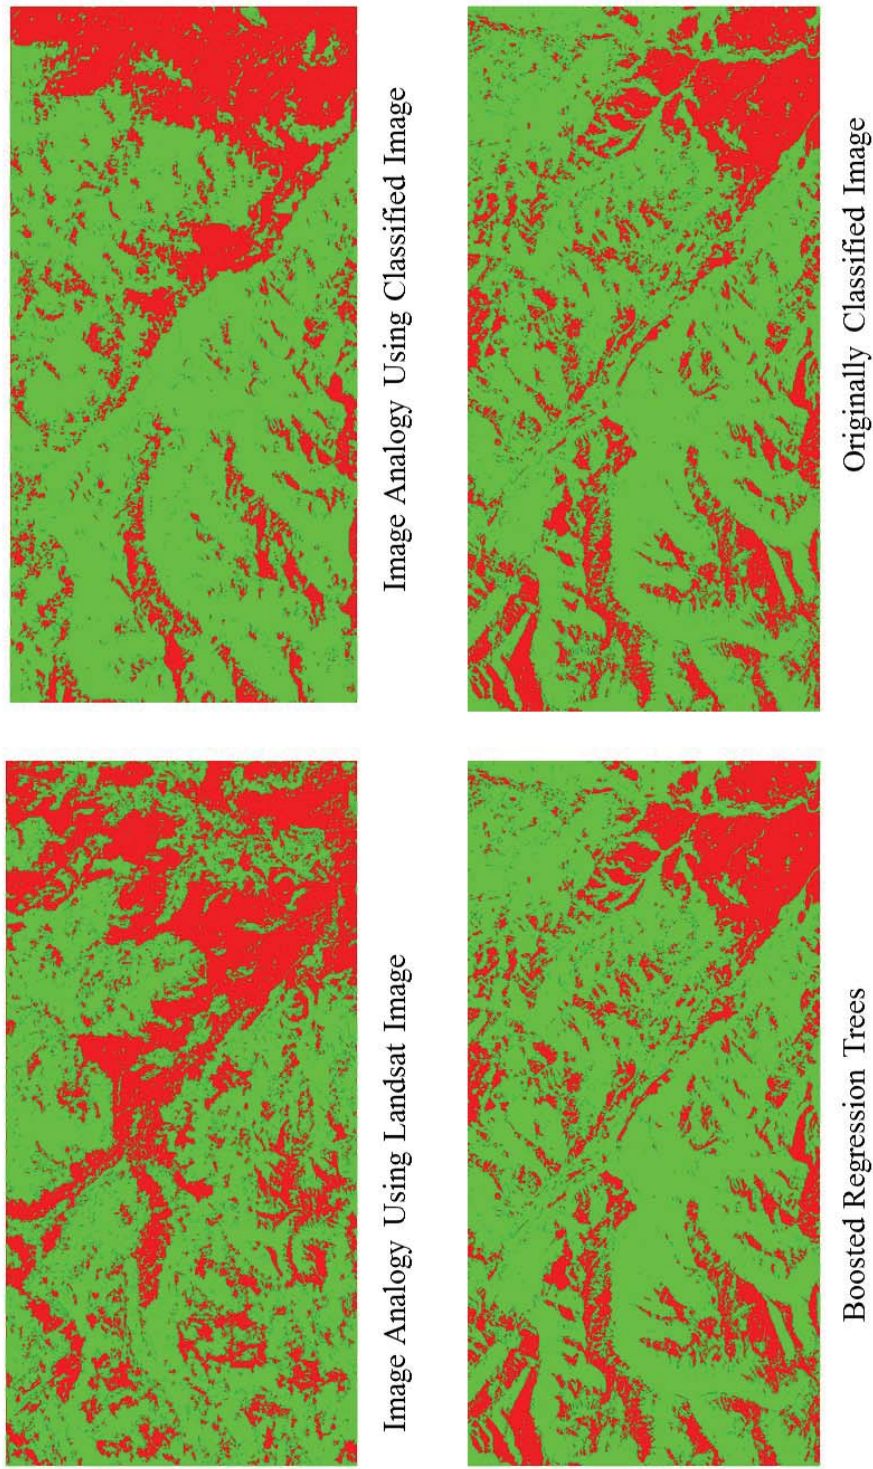 Image Analogy Using Landsat Image
Image Analogy Using Classified Image
Boosted Regression Trees
Originally Classified Image